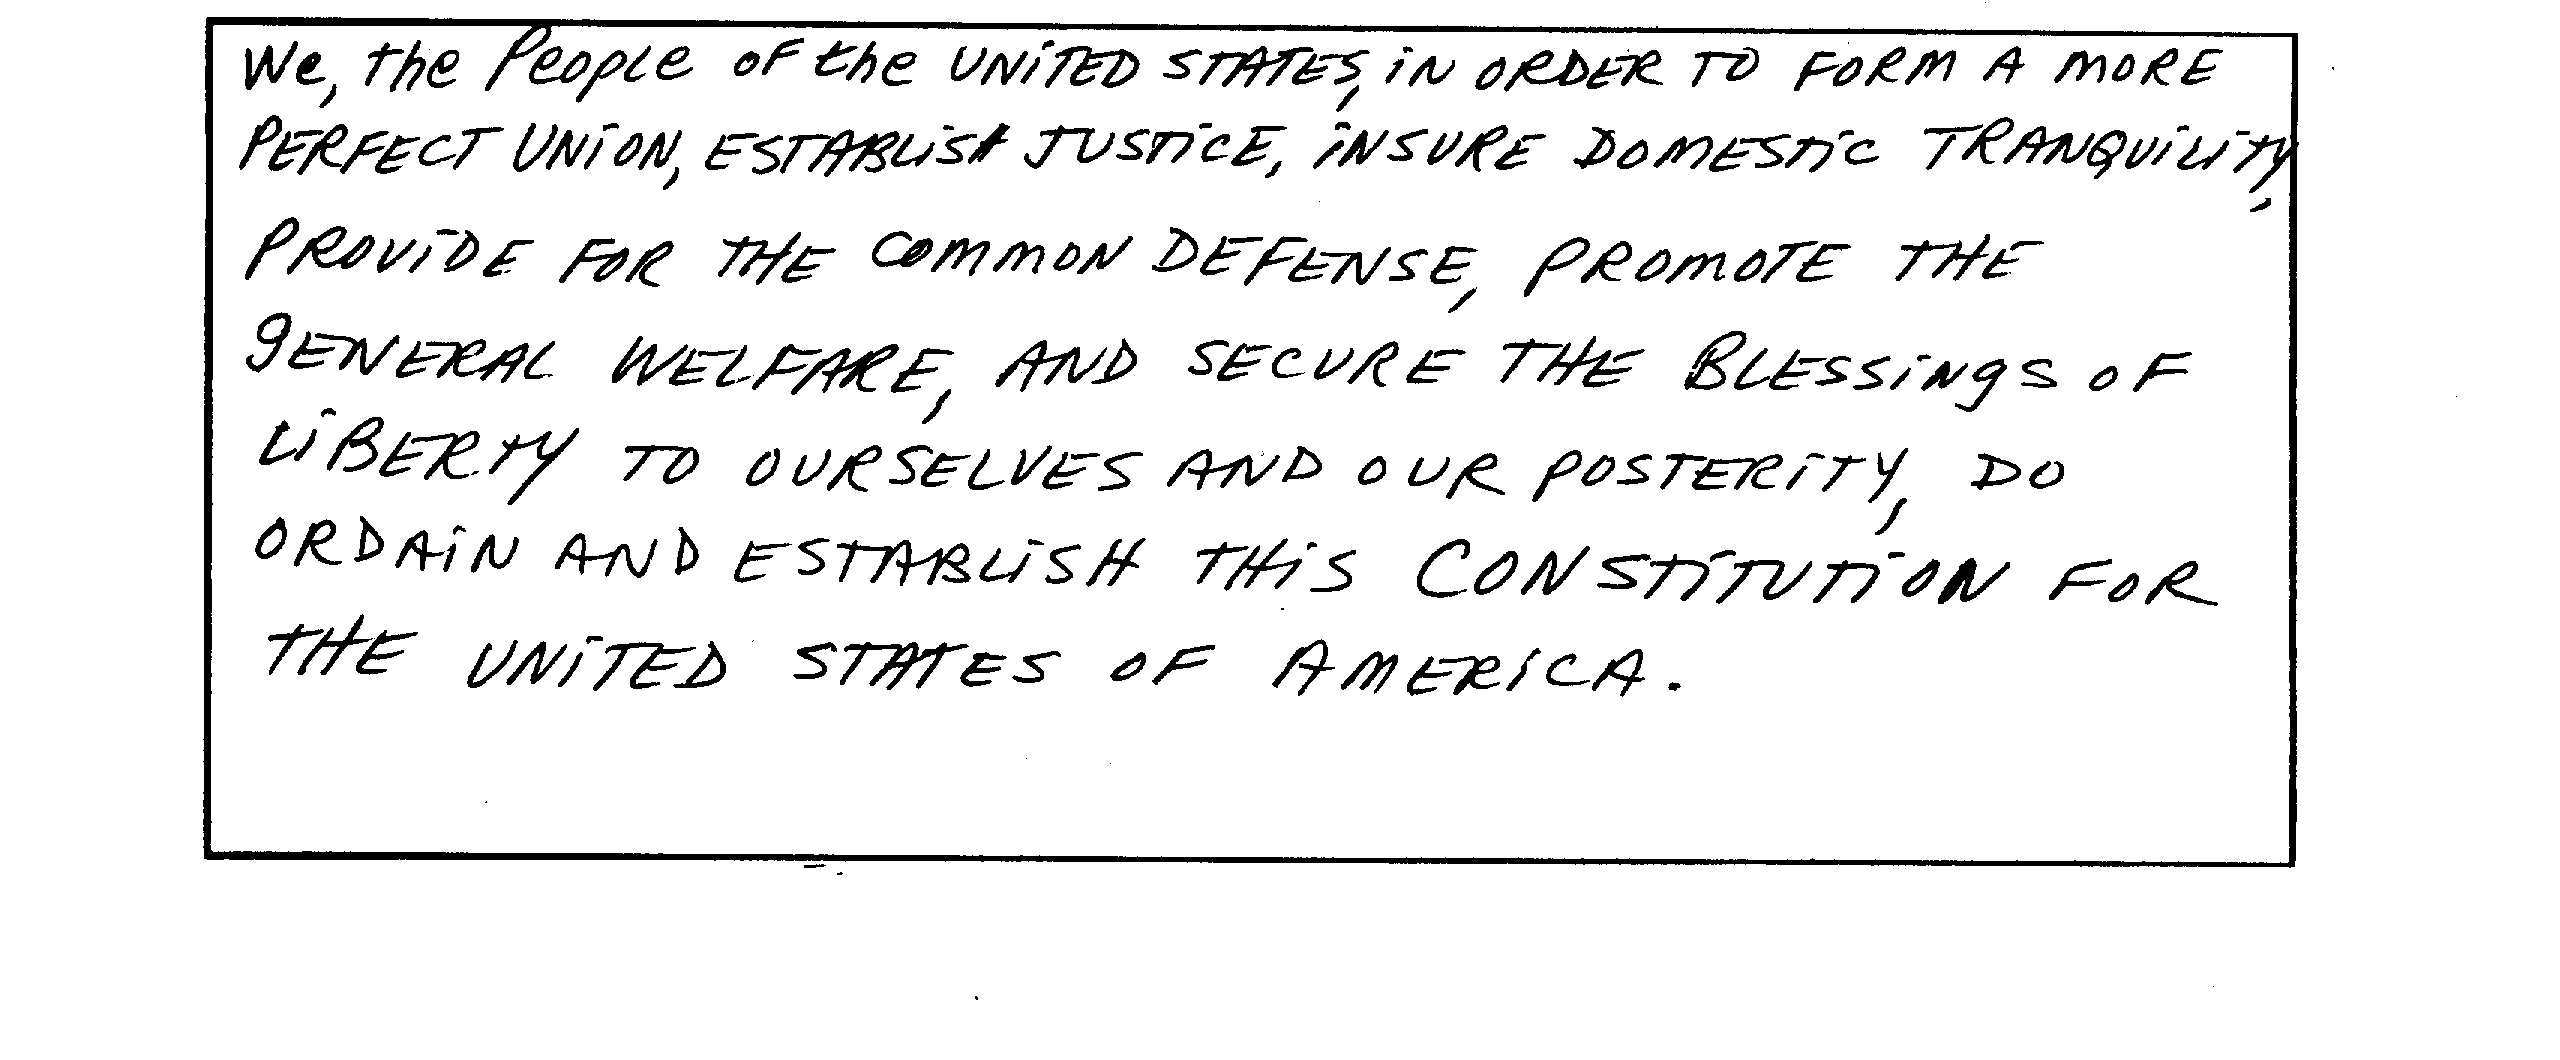 We, the People of the UNITED STATES, IN ORDER TO FORM A MORE
PERFECT UNION, ESTABLISH JUSTICE, INSURE DOMESTIC TRANQUILITY,
PROVIDE FOR THE COMMON DEFENSE, PROMOTE THE
GENERAL WELFARE, AND SECURE THE BLESSINGS OF
LIBERTY TO OURSELVES AND OUR POSTERITY, DO
ORDAIN AND ESTABLISH THIS CONSTITUTION FOR
THE UNITED STATES OF AMERICA.